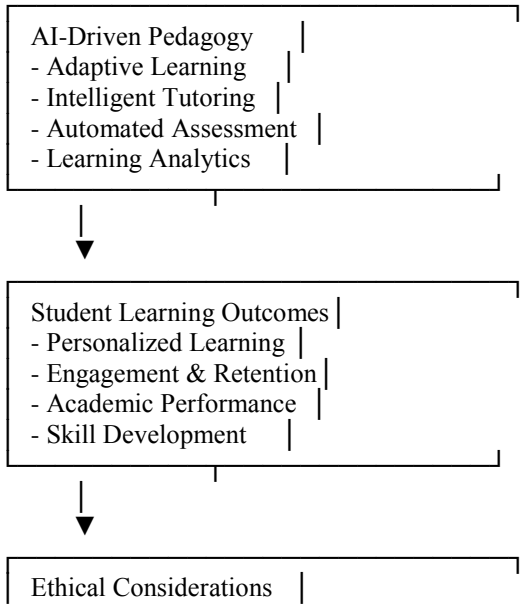 AI-Driven Pedagogy
- Adaptive Learning
- Intelligent Tutoring
- Automated Assessment
- Learning Analytics
Student Learning Outcomes
- Personalized Learning
- Engagement & Retention
- Academic Performance
- Skill Development
Ethical Considerations